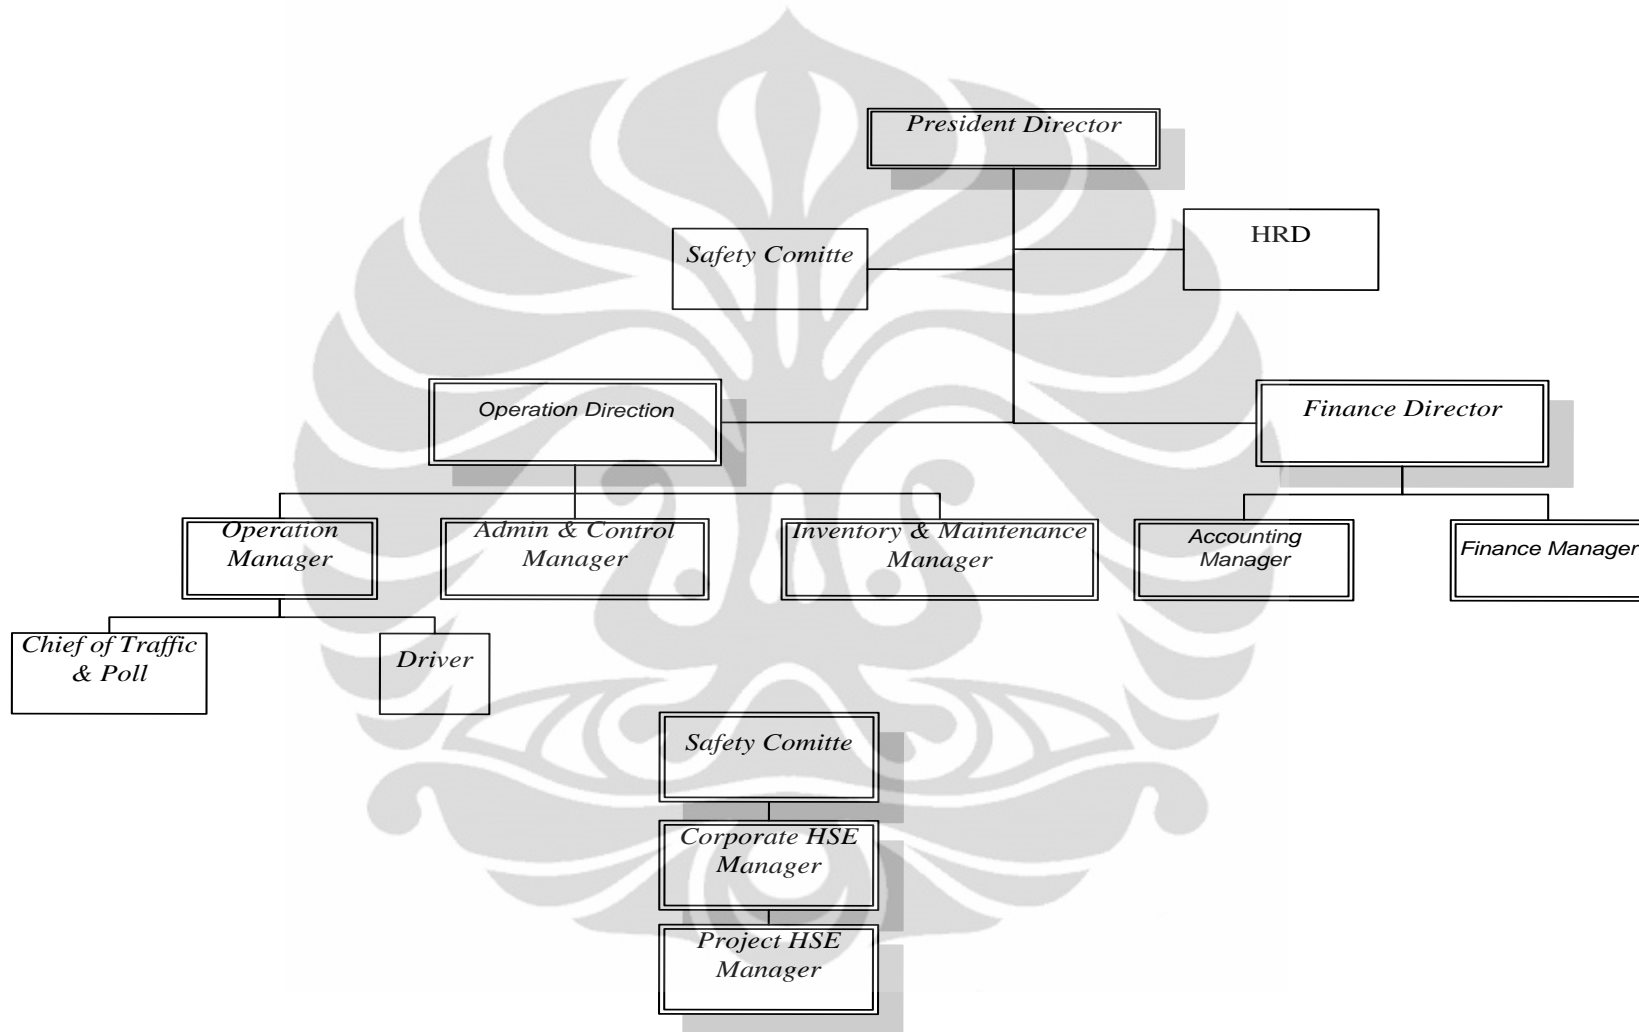 President Director
HRD
Safety Comitte
Operation Direction
Finance Director
Operation
Manager
Admin & Control
Manager
Inventory & Maintenance
Manager
Accounting
Manager
Finance Manager
Chief of Traffic
& Poll
Driver
Safety Comitte
Corporate HSE
Manager
Project HSE
Manager